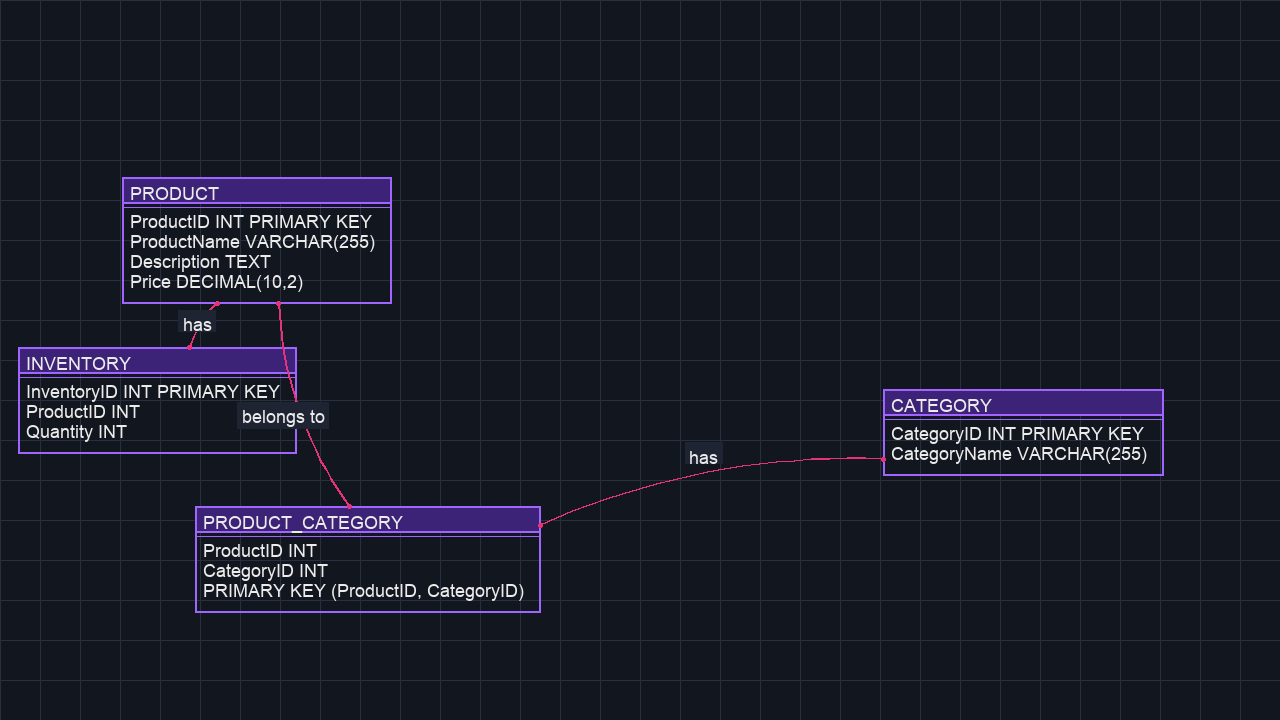 PRODUCT
ProductID INT PRIMARY KEY
ProductName VARCHAR(255)
Description TEXT
Price DECIMAL(10,2)
has
INVENTORY
InventoryID INT PRIMARY KEY
ProductID INT
Quantity INT
belongs to
CATEGORY
CategoryID INT PRIMARY KEY
CategoryName VARCHAR(255)
has
PRODUCT_CATEGORY
ProductID INT
CategoryID INT
PRIMARY KEY (ProductID, CategoryID)